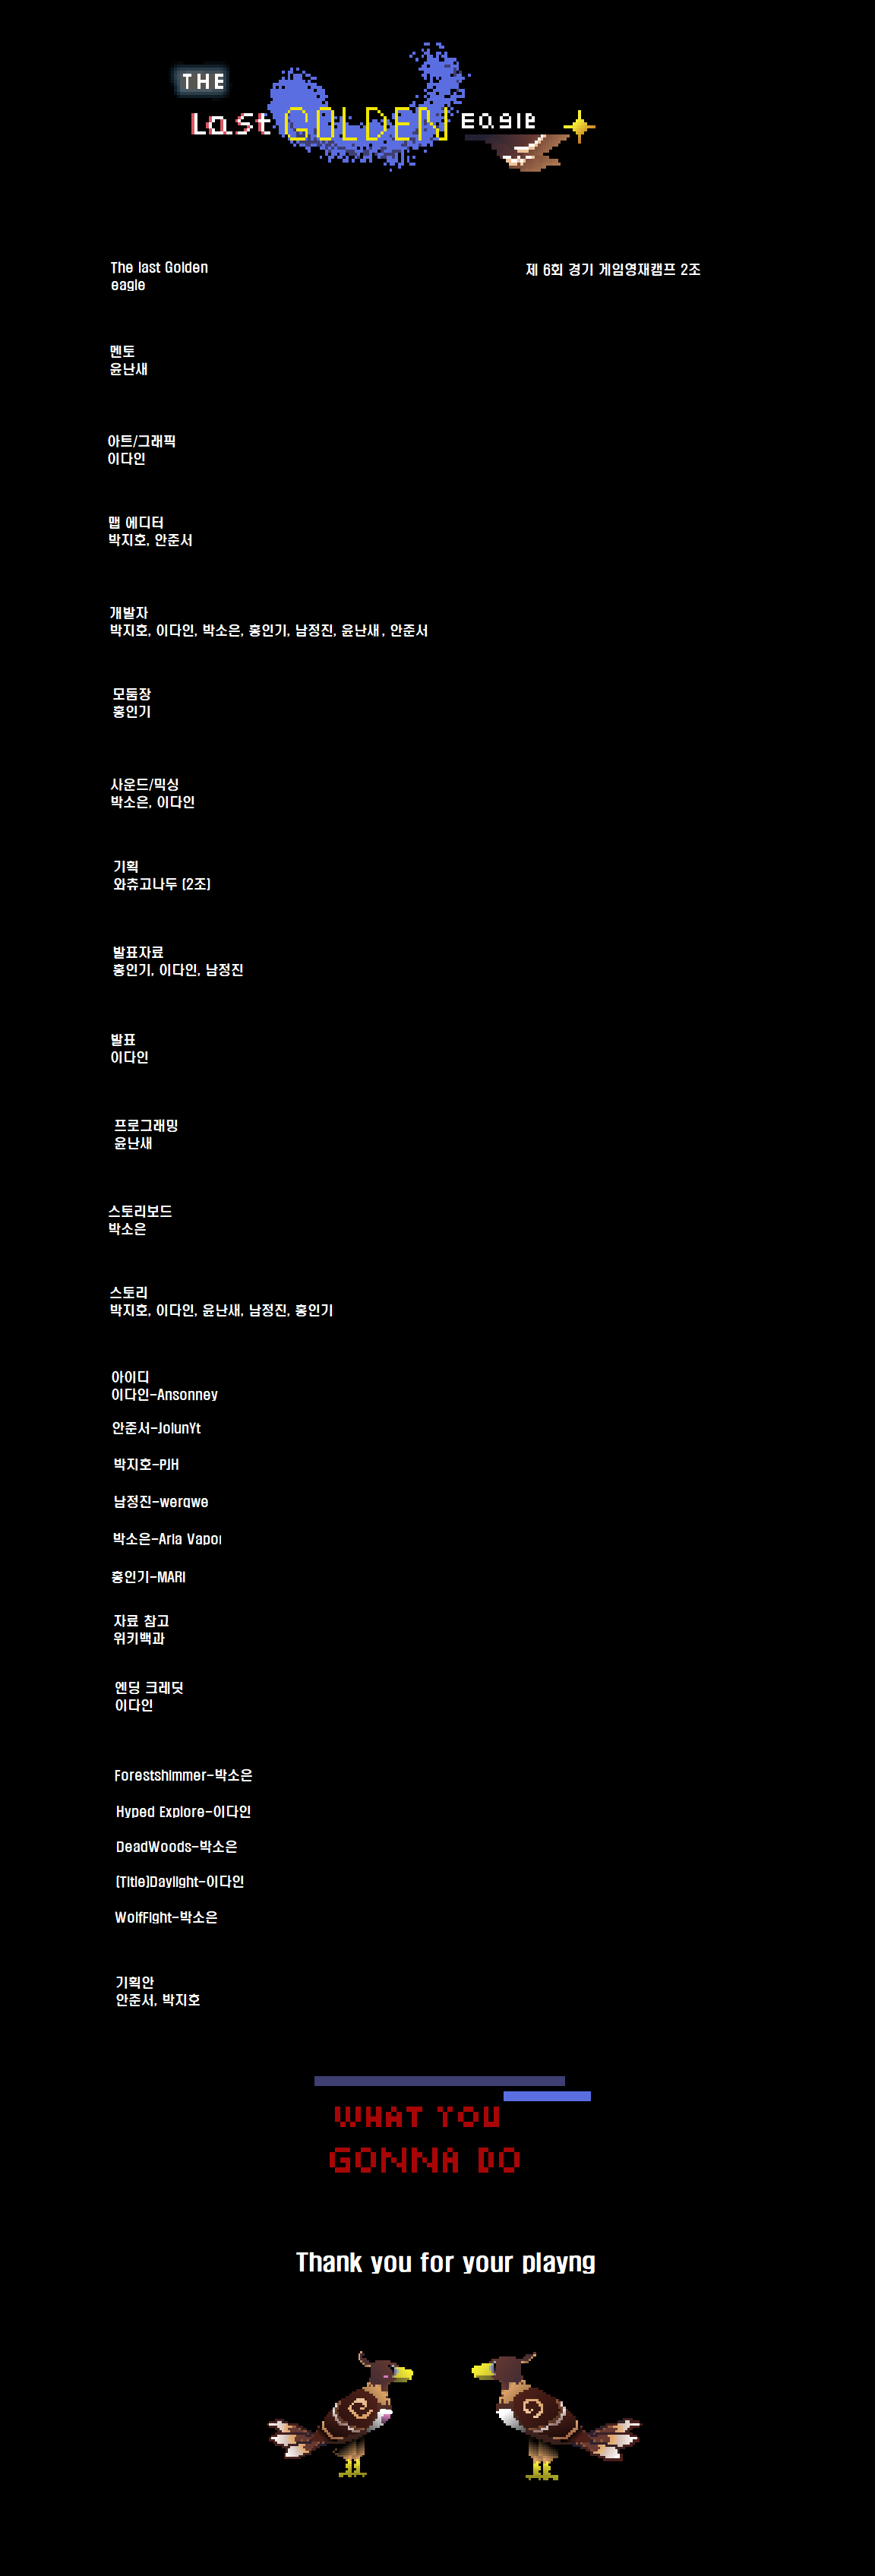 THE
Last GOLDEN Eagle
The last Golden
eagle
제 6회 경기 게임영재캠프 2조
멘토
윤난새
아트/그래픽
이다인
맵 에디터
박지호, 안준서
개발자
박지호, 이다인, 박소은, 홍인기, 남정진, 윤난새, 안준서
모둠장
홍인기
사운드/믹싱
박소은, 이다인
기획
와츄고나두 (2조)
발표자료
홍인기, 이다인, 남정진
발표
이다인
프로그래밍
윤난새
스토리보드
박소은
스토리
박지호, 이다인, 윤난새, 남정진, 홍인기
아이디
이다인-Ansonney
안준서-JolunYt
박지호-PJH
남정진-werqwe
박소은-Aria Vapor
홍인기-MARI
자료 참고
위키백과
엔딩 크레딧
이다인
Forestshimmer-박소은
Hyped Explore-이다인
DeadWoods-박소은
(Title)Daylight-이다인
WolfFight-박소은
기획안
안준서, 박지호
WHAT YOU
GONNA DO
Thank you for your playng